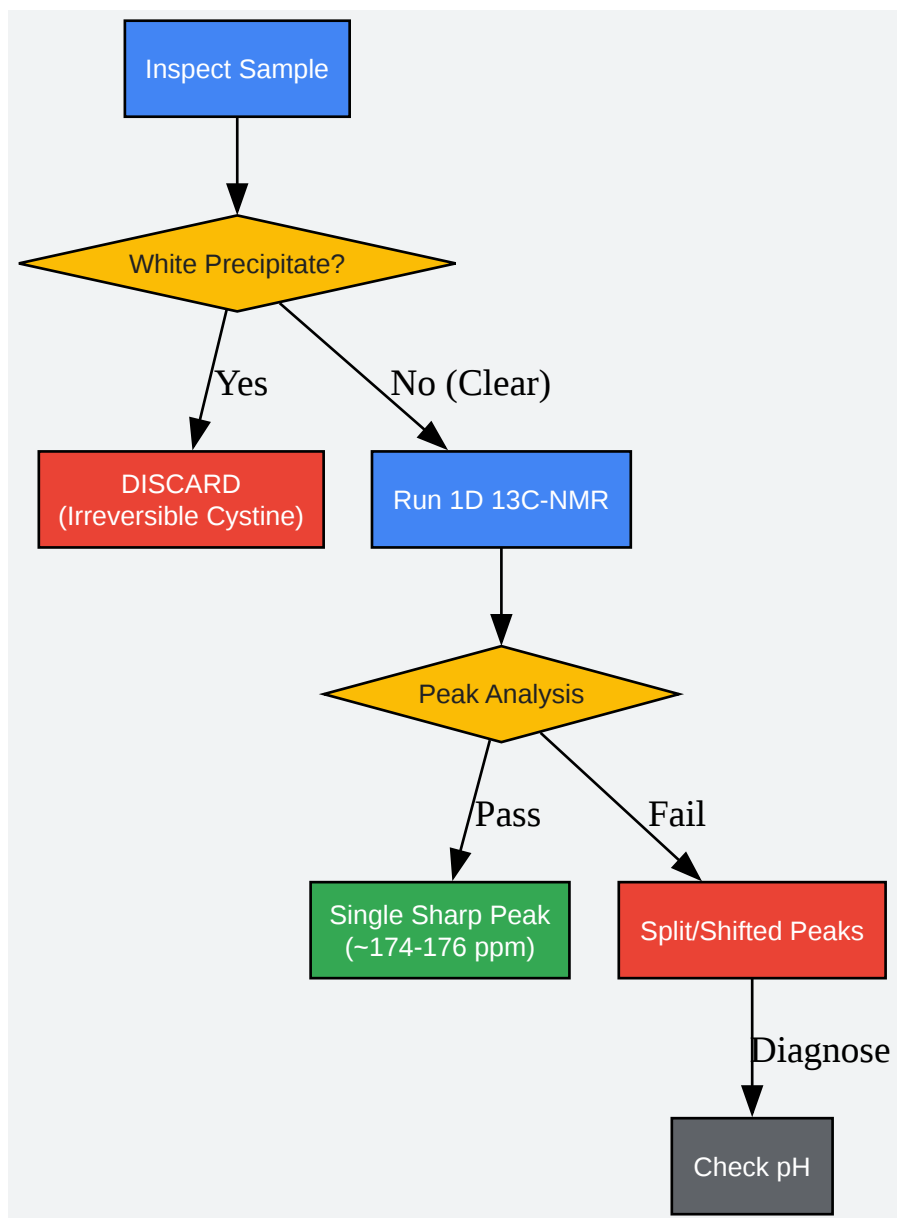 Inspect Sample
White Precipitate?
Yes
No (Clear)
DISCARD
(Irreversible Cystine)
Run 1D 13C-NMR
Peak Analysis
Pass
Fail
Single Sharp Peak
(~174-176 ppm)
Split/Shifted Peaks
Diagnose
Check pH